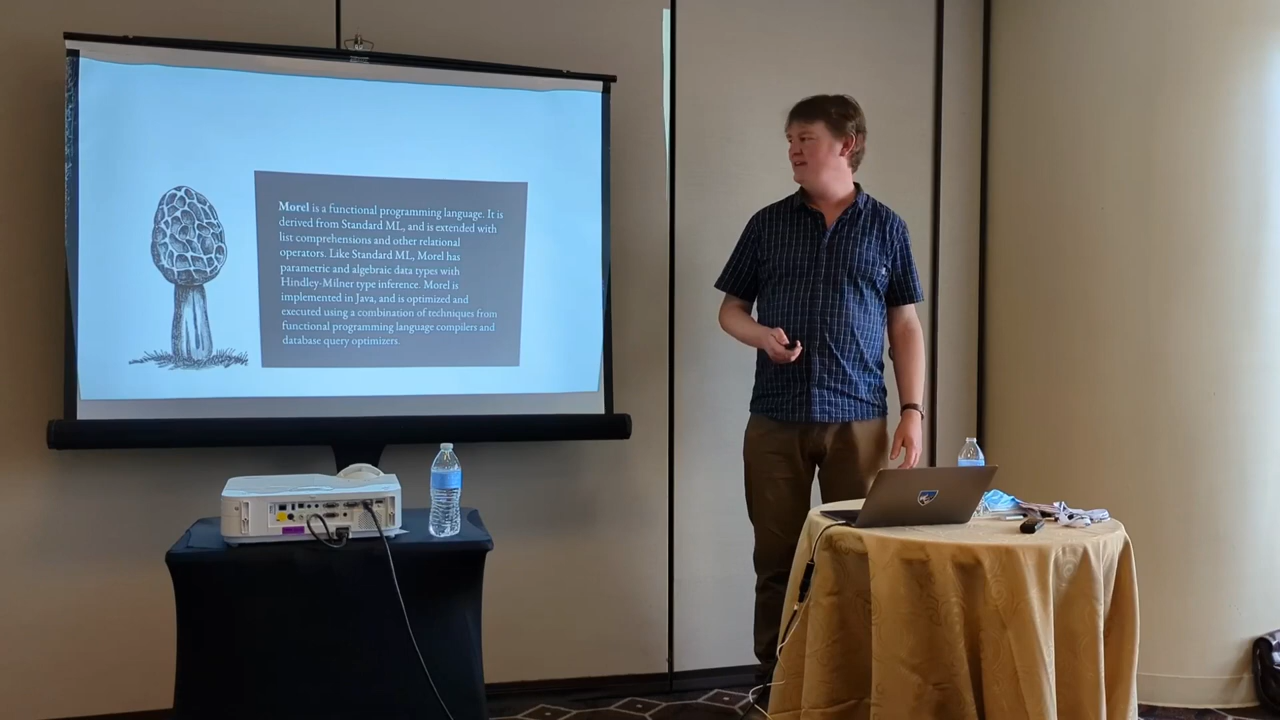 Morel is a functional programming language. It is
derived from Standard ML, and is extended with
list comprehensions and other relational
operators. Like Standard ML, Morel has
parametric and algebraic data types with
Hindley-Milner type inference. Morel is
implemented in Java, and is optimized and
executed using a combination of techniques from
functional programming language compilers and
database query optimizers.